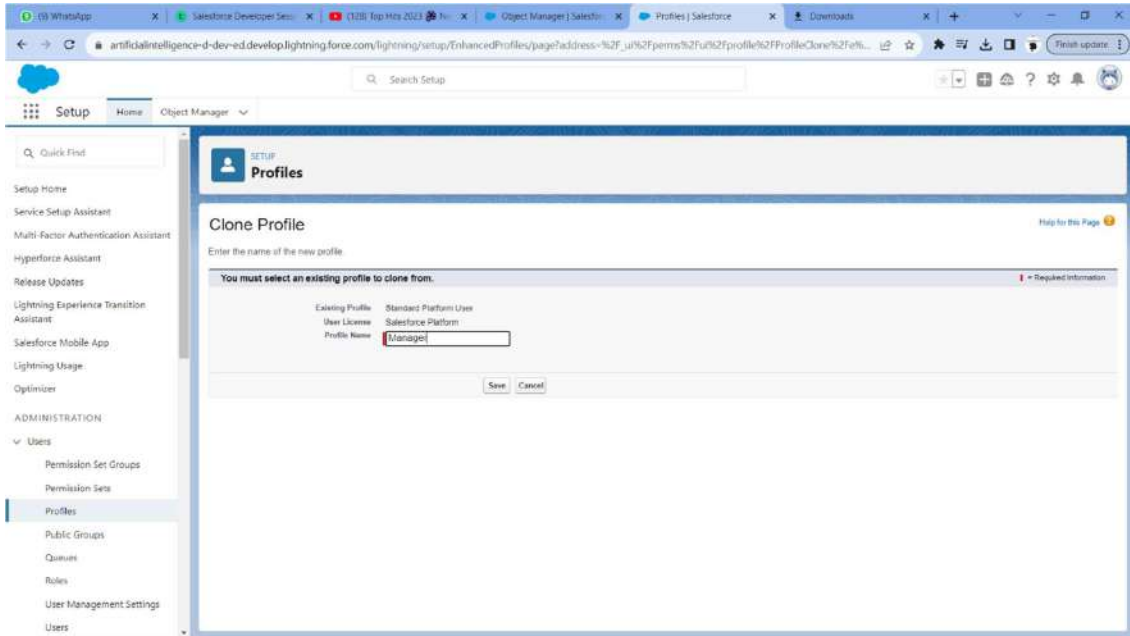 (9) WhatsApp
Salesforce Developer Sess
(128) Top Hits 2023
Object Manager | Salesfor
Profiles | Salesforce
Downloads
artificialintelligence-d-dev-ed.develop.lightning.force.com/lightning/setup/EnhancedProfiles/page?address=%2F_ui%2Fperms%2Fui%2Fprofile%2FProfileClone%2Fe%...
Finish update
Search Setup
Setup
Home
Object Manager
Quick Find
Setup Home
Service Setup Assistant
Multi-Factor Authentication Assistant
Hyperforce Assistant
Release Updates
Lightning Experience Transition
Assistant
Salesforce Mobile App
Lightning Usage
Optimizer
ADMINISTRATION
Users
Permission Set Groups
Permission Sets
Profiles
Public Groups
Queues
Roles
User Management Settings
Users
SETUP
Profiles
Clone Profile
Help for this Page
Enter the name of the new profile.
You must select an existing profile to clone from.
= Required Information
Existing Profile Standard Platform User
User License Salesforce Platform
Profile Name Manager
Save Cancel